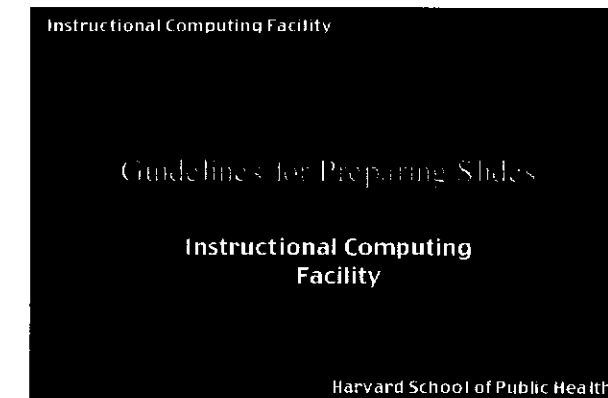 Instructional Computing Facility
Guidelines for Preparing Slides
Instructional Computing
Facility
Harvard School of Public Health